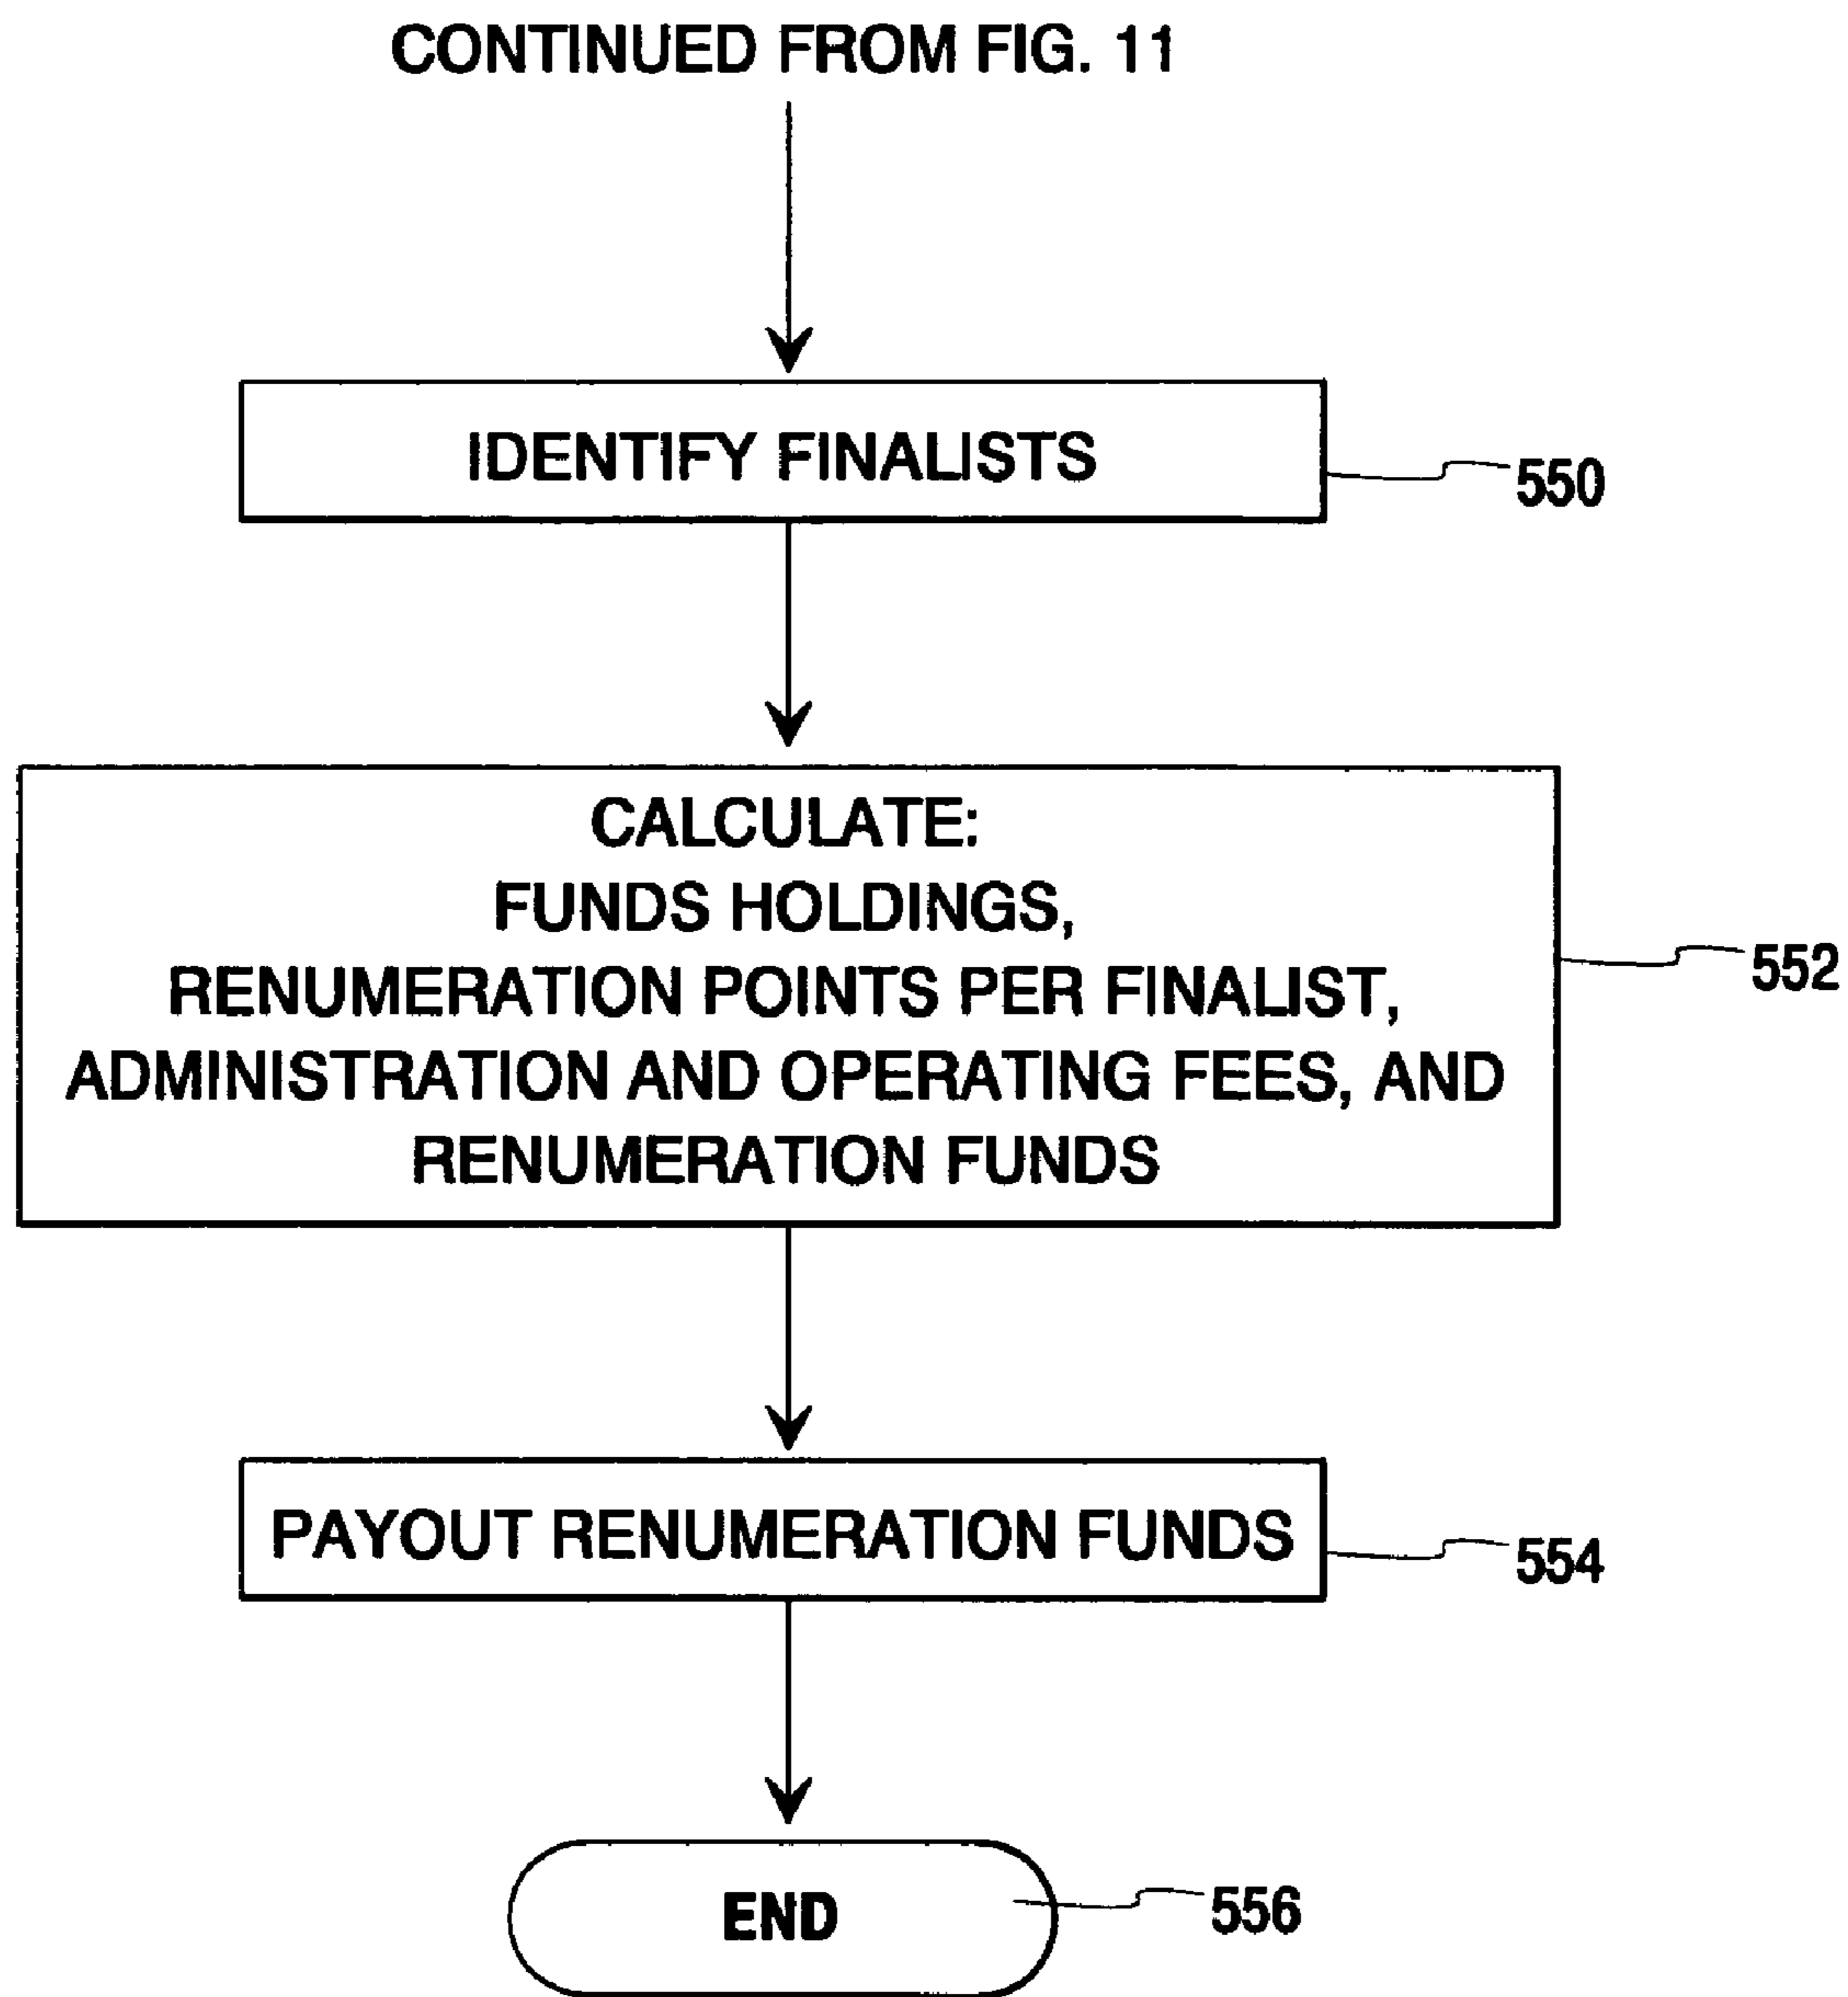 CONTINUED FROM FIG. 11
IDENTIFY FINALISTS
550
CALCULATE:
FUNDS HOLDINGS,
RENUMERATION POINTS PER FINALIST,
ADMINISTRATION AND OPERATING FEES, AND
RENUMERATION FUNDS
552
PAYOUT RENUMERATION FUNDS
554
END
556